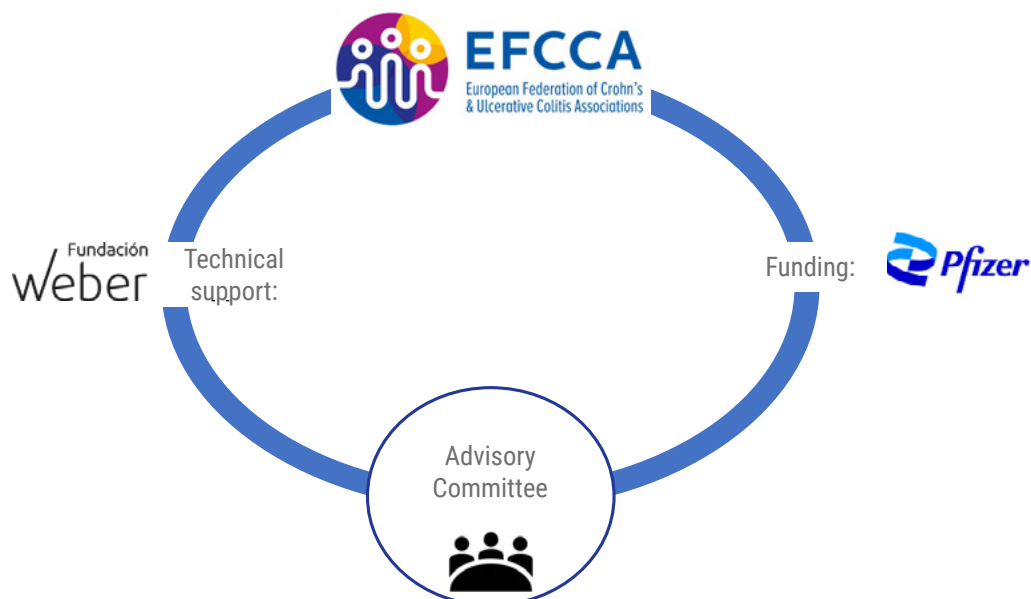 EFCCA
European Federation of Crohn's
& Ulcerative Colitis Associations
Fundación
weber
Technical
support:
Funding:
Pfizer
Advisory
Committee